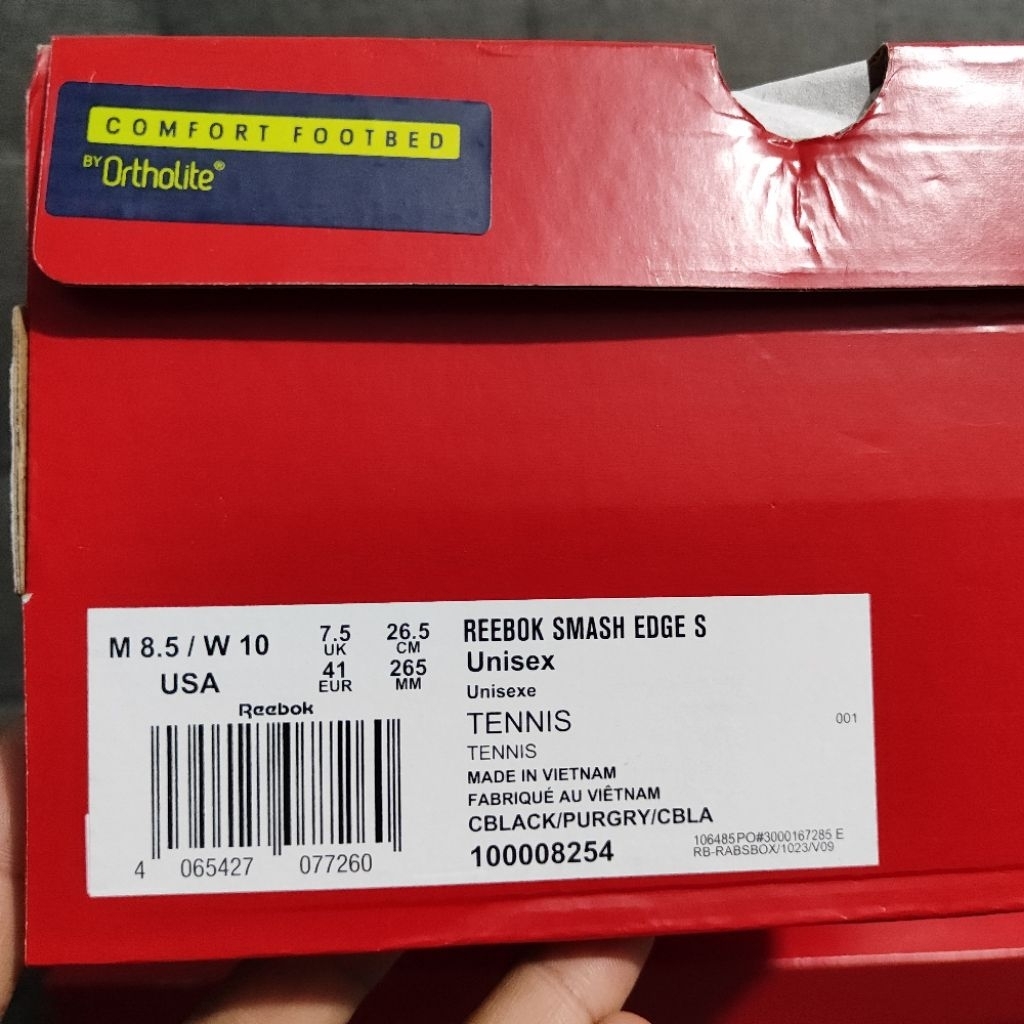 COMFORT FOOTBED
BY Ortholite®
M 8.5 / W 10
USA
7.5
UK
41
EUR
26.5
CM
265
MM
Reebok
4 065427 077260
REEBOK SMASH EDGE S
Unisex
Unisexe
TENNIS
TENNIS
001
MADE IN VIETNAM
FABRIQUÉ AU VIÊTNAM
CBLACK/PURGRY/CBLA
100008254
106485PO#3000167285 E
RB-RABSBOX/1023/V09